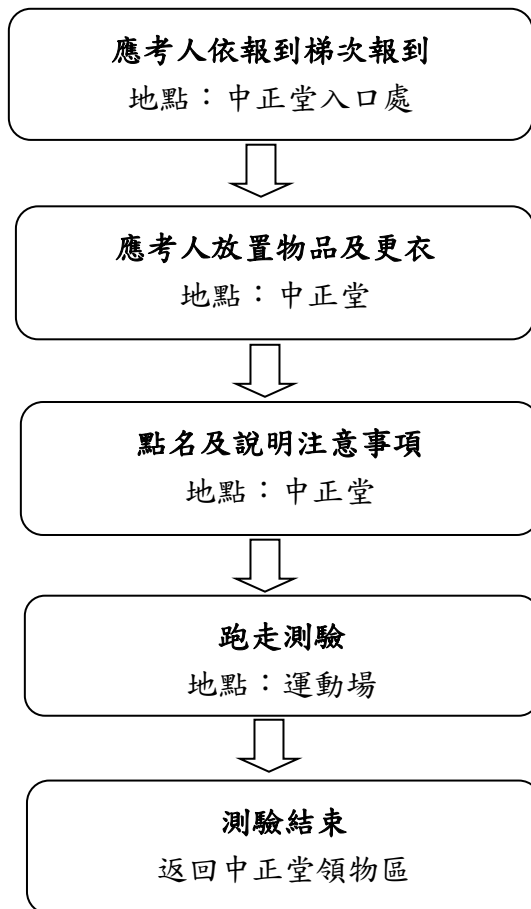 應考人依報到梯次報到
地點：中正堂入口處
應考人放置物品及更衣
地點：中正堂
點名及說明注意事項
地點：中正堂
跑走測驗
地點：運動場
測驗結束
返回中正堂領物區